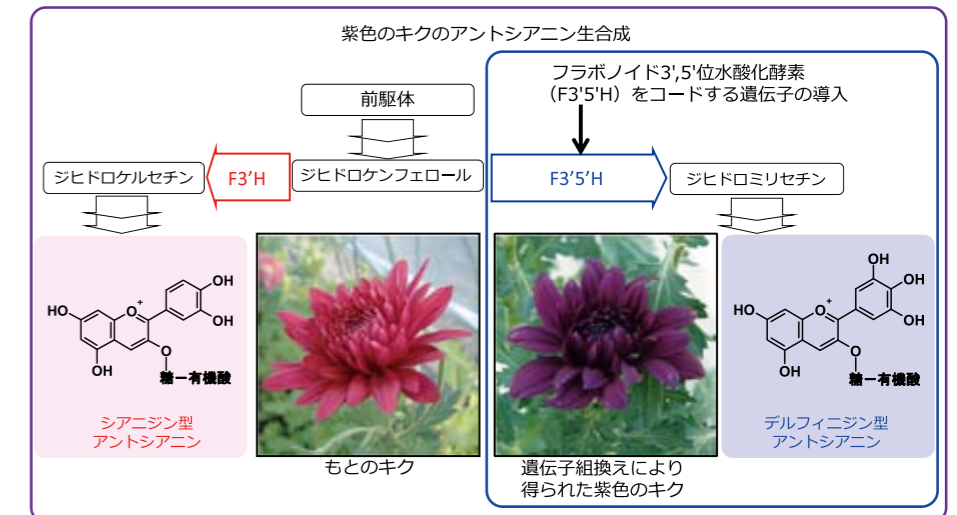 紫色のキクのアントシアニン生合成
フラボノイド3',5'位水酸化酵素
（F3'5'H）をコードする遺伝子の導入
前駆体
ジヒドロケルセチン
F3’H
ジヒドロケンフェロール
F3’5’H
ジヒドロミリセチン
OH
OH
HO
O
+
O
OH
糖ー有機酸
シアニジン型
アントシアニン
もとのキク
遺伝子組換えにより
得られた紫色のキク
OH
OH
OH
HO
O
+
O
OH
糖ー有機酸
デルフィニジン型
アントシアニン